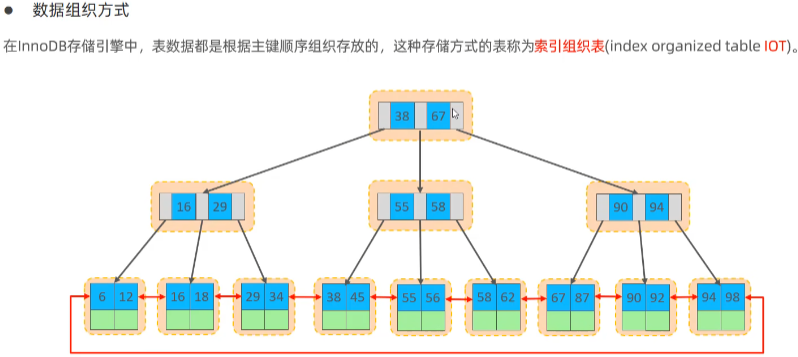 ● 数据组织方式
在InnoDB存储引擎中，表数据都是根据主键顺序组织存放的，这种存储方式的表称为索引组织表(index organized table IOT)。
38 67
16 29 55 58 90 94
6 12 16 18 29 34 38 45 55 56 58 62 67 87 90 92 94 98